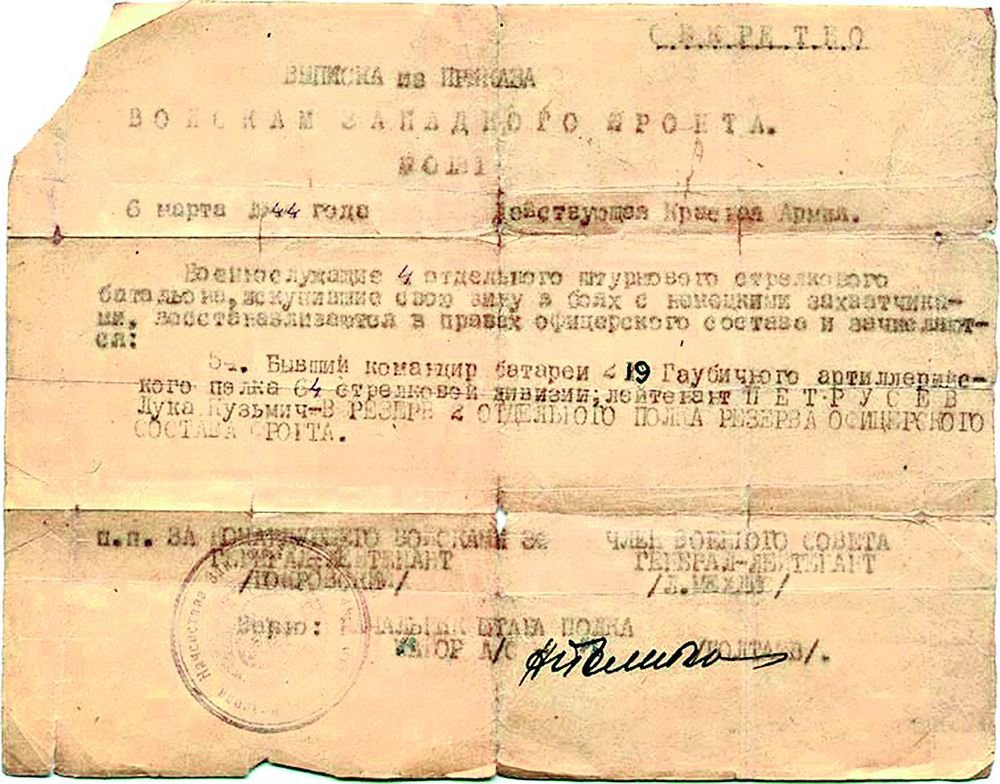 СЕКРЕТНО
ВЫПИСКА из ПРИКАЗА
ВОЙСКАМ ЗАПАДНОГО ФРОНТА.
6 марта 1944 года Действующая Красная Армия.
Военнослужащие 4 отдельного штурмового стрелкового
батальона, искупившие свою вину в боях с немецкими захватчика-
ми, восстанавливаются в правах офицерского состава и зачисляют-
ся:
Бывший командир батареи 219 Гаубичного артиллерийс-
кого полка 64 стрелковой дивизии, лейтенант ПЕТРУСЕВ
Лука Кузьмич-В РЕЗЕРВ 2 ОТДЕЛЬНОГО ПОЛКА РЕЗЕРВА ОФИЦЕРСКОГО
СОСТАВА ФРОНТА.
п.п. ЗА КОМАНДУЮЩЕГО ВОЙСКАМИ ЗФ ЧЛЕН ВОЕННОГО СОВЕТА
ГЕНЕРАЛ-ЛЕЙТЕНАНТ ГЕНЕРАЛ-ЛЕЙТЕНАНТ
/ПОКРОВСКИЙ/ /Л.МЕХЛИС/
Верно: НАЧАЛЬНИК ШТАБА ПОЛКА
МАЙОР А/С